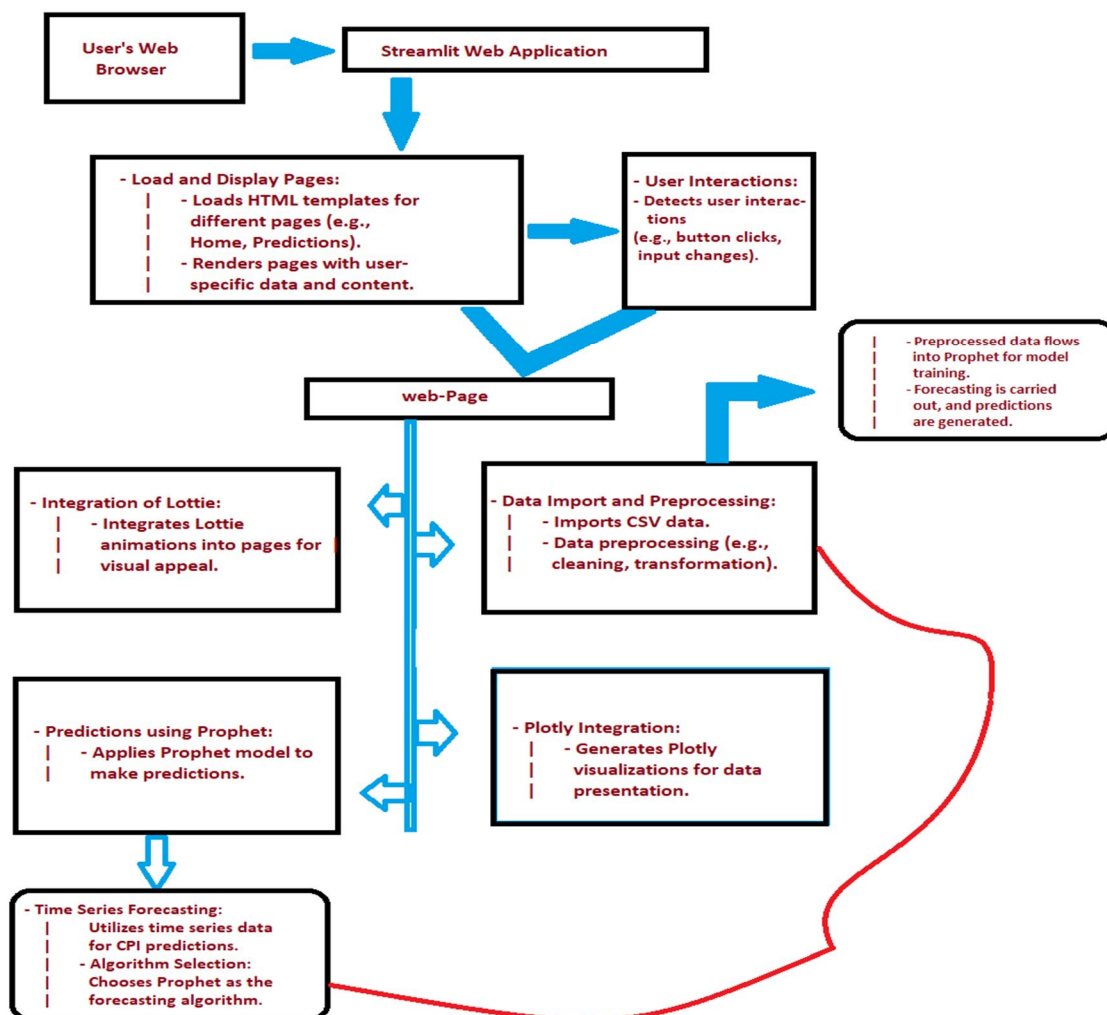 User's Web
Browser
Streamlit Web Application
- Load and Display Pages:
| - Loads HTML templates for
| different pages (e.g.,
| Home, Predictions).
| - Renders pages with user-
| specific data and content.
- User Interactions:
- Detects user interac-
tions
(e.g., button clicks,
input changes).
| - Preprocessed data flows
| into Prophet for model
| training.
| - Forecasting is carried
| out, and predictions
| are generated.
web-Page
- Integration of Lottie:
| - Integrates Lottie
| animations into pages for
| visual appeal.
- Data Import and Preprocessing:
| - Imports CSV data.
| - Data preprocessing (e.g.,
| cleaning, transformation).
- Predictions using Prophet:
| - Applies Prophet model to
| make predictions.
- Plotly Integration:
| - Generates Plotly
| visualizations for data
| presentation.
- Time Series Forecasting:
| Utilizes time series data
| for CPI predictions.
| - Algorithm Selection:
| Chooses Prophet as the
| forecasting algorithm.